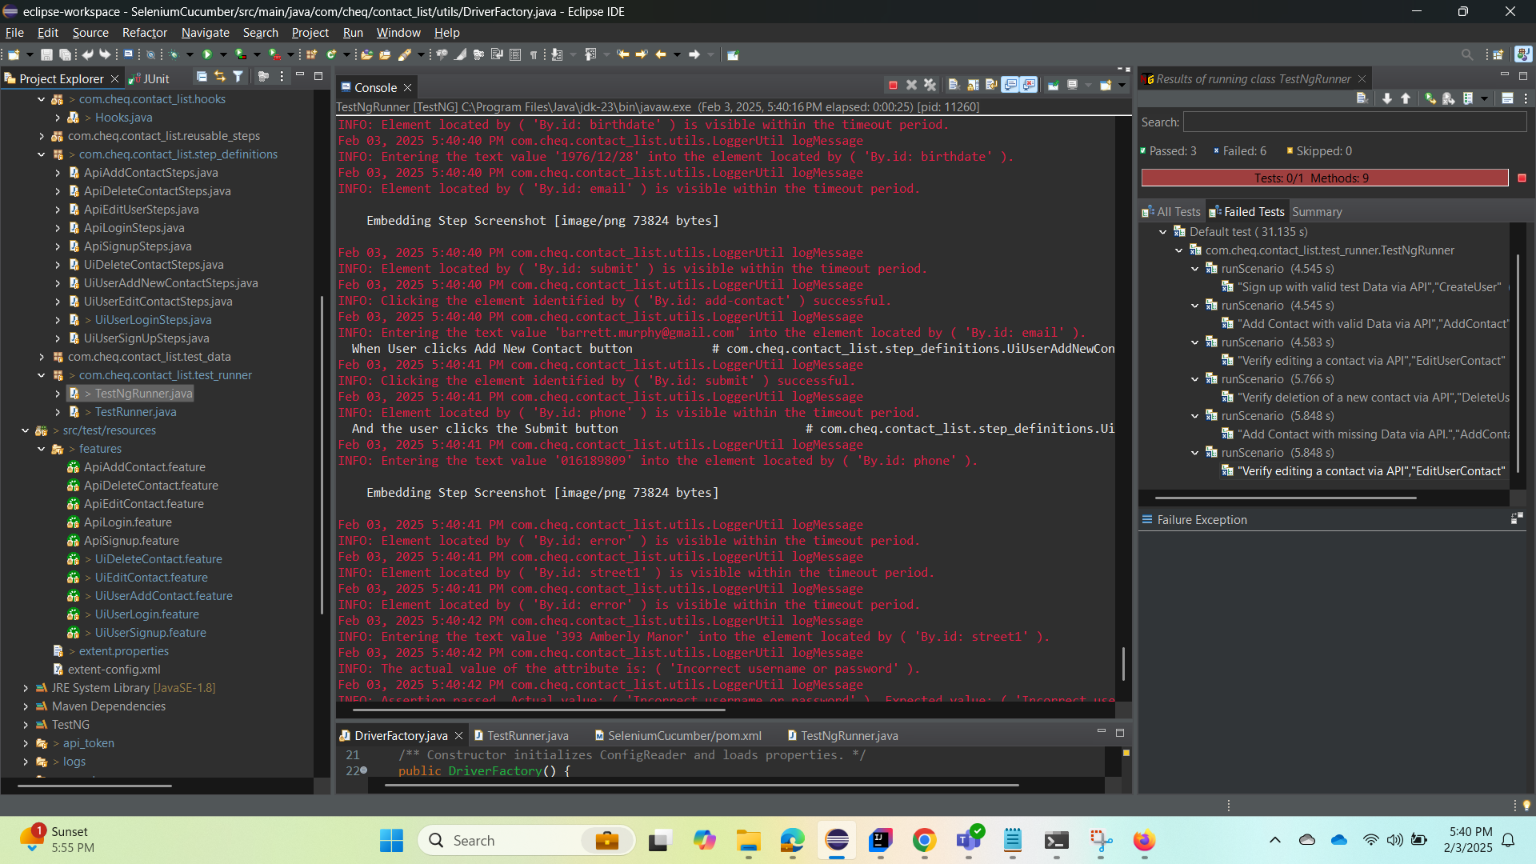 eclipse-workspace - SeleniumCucumber/src/main/java/com/cheq/contact_list/utils/DriverFactory.java - Eclipse IDE
File Edit Source Refactor Navigate Search Project Run Window Help
Project Explorer
JUnit
com.cheq.contact_list.hooks
> Hooks.java
com.cheq.contact_list.reusable_steps
> com.cheq.contact_list.step_definitions
ApiAddContactSteps.java
ApiDeleteContactSteps.java
ApiEditUserSteps.java
ApiLoginSteps.java
ApiSignupSteps.java
UiDeleteContactSteps.java
UiUserAddNewContactSteps.java
UiUserEditContactSteps.java
> UiUserLoginSteps.java
UiUserSignUpSteps.java
com.cheq.contact_list.test_data
> com.cheq.contact_list.test_runner
> TestNgRunner.java
> TestRunner.java
> src/test/resources
> features
ApiAddContact.feature
ApiDeleteContact.feature
ApiEditContact.feature
ApiLogin.feature
ApiSignup.feature
> UiDeleteContact.feature
> UiEditContact.feature
> UiUserAddContact.feature
> UiUserLogin.feature
> UiUserSignup.feature
> extent.properties
extent-config.xml
JRE System Library [JavaSE-1.8]
Maven Dependencies
TestNG
> api_token
> logs
Console
TestNgRunner [TestNG] C:\Program Files\Java\jdk-23\bin\javaw.exe (Feb 3, 2025, 5:40:16 PM elapsed: 0:00:25) [pid: 11260]
INFO: Element located by ( 'By.id: birthdate' ) is visible within the timeout period.
Feb 03, 2025 5:40:40 PM com.cheq.contact_list.utils.LoggerUtil logMessage
INFO: Entering the text value '1976/12/28' into the element located by ( 'By.id: birthdate' ).
Feb 03, 2025 5:40:40 PM com.cheq.contact_list.utils.LoggerUtil logMessage
INFO: Element located by ( 'By.id: email' ) is visible within the timeout period.
Embedding Step Screenshot [image/png 73824 bytes]
Feb 03, 2025 5:40:40 PM com.cheq.contact_list.utils.LoggerUtil logMessage
INFO: Element located by ( 'By.id: submit' ) is visible within the timeout period.
Feb 03, 2025 5:40:40 PM com.cheq.contact_list.utils.LoggerUtil logMessage
INFO: Clicking the element identified by ( 'By.id: add-contact' ) successful.
Feb 03, 2025 5:40:40 PM com.cheq.contact_list.utils.LoggerUtil logMessage
INFO: Entering the text value 'barrett.murphy@gmail.com' into the element located by ( 'By.id: email' ).
When User clicks Add New Contact button # com.cheq.contact_list.step_definitions.UiUserAddNewCon
Feb 03, 2025 5:40:41 PM com.cheq.contact_list.utils.LoggerUtil logMessage
INFO: Clicking the element identified by ( 'By.id: submit' ) successful.
Feb 03, 2025 5:40:41 PM com.cheq.contact_list.utils.LoggerUtil logMessage
INFO: Element located by ( 'By.id: phone' ) is visible within the timeout period.
And the user clicks the Submit button # com.cheq.contact_list.step_definitions.Ui
Feb 03, 2025 5:40:41 PM com.cheq.contact_list.utils.LoggerUtil logMessage
INFO: Entering the text value '016189809' into the element located by ( 'By.id: phone' ).
Embedding Step Screenshot [image/png 73824 bytes]
Feb 03, 2025 5:40:41 PM com.cheq.contact_list.utils.LoggerUtil logMessage
INFO: Element located by ( 'By.id: error' ) is visible within the timeout period.
Feb 03, 2025 5:40:41 PM com.cheq.contact_list.utils.LoggerUtil logMessage
INFO: Element located by ( 'By.id: street1' ) is visible within the timeout period.
Feb 03, 2025 5:40:41 PM com.cheq.contact_list.utils.LoggerUtil logMessage
INFO: Element located by ( 'By.id: error' ) is visible within the timeout period.
Feb 03, 2025 5:40:42 PM com.cheq.contact_list.utils.LoggerUtil logMessage
INFO: Entering the text value '393 Amberly Manor' into the element located by ( 'By.id: street1' ).
Feb 03, 2025 5:40:42 PM com.cheq.contact_list.utils.LoggerUtil logMessage
INFO: The actual value of the attribute is: ( 'Incorrect username or password' ).
Feb 03, 2025 5:40:42 PM com.cheq.contact_list.utils.LoggerUtil logMessage
INFO: Assertion passed. Actual value: ( 'Incorrect username or password' ). Expected value: ( 'Incorrect use
DriverFactory.java TestRunner.java SeleniumCucumber/pom.xml TestNgRunner.java
21 /** Constructor initializes ConfigReader and loads properties. */
22 public DriverFactory() {
Results of running class TestNgRunner
Search:
Passed: 3 Failed: 6 Skipped: 0
Tests: 0/1 Methods: 9
All Tests Failed Tests Summary
Default test ( 31.135 s)
com.cheq.contact_list.test_runner.TestNgRunner
runScenario (4.545 s)
"Sign up with valid test Data via API","CreateUser"
runScenario (4.545 s)
"Add Contact with valid Data via API","AddContact"
runScenario (4.583 s)
"Verify editing a contact via API","EditUserContact"
runScenario (5.766 s)
"Verify deletion of a new contact via API","DeleteUs
runScenario (5.848 s)
"Add Contact with missing Data via API.","AddConta
runScenario (5.848 s)
"Verify editing a contact via API","EditUserContact"
Failure Exception
1
Sunset
5:55 PM
Search
5:40 PM
2/3/2025